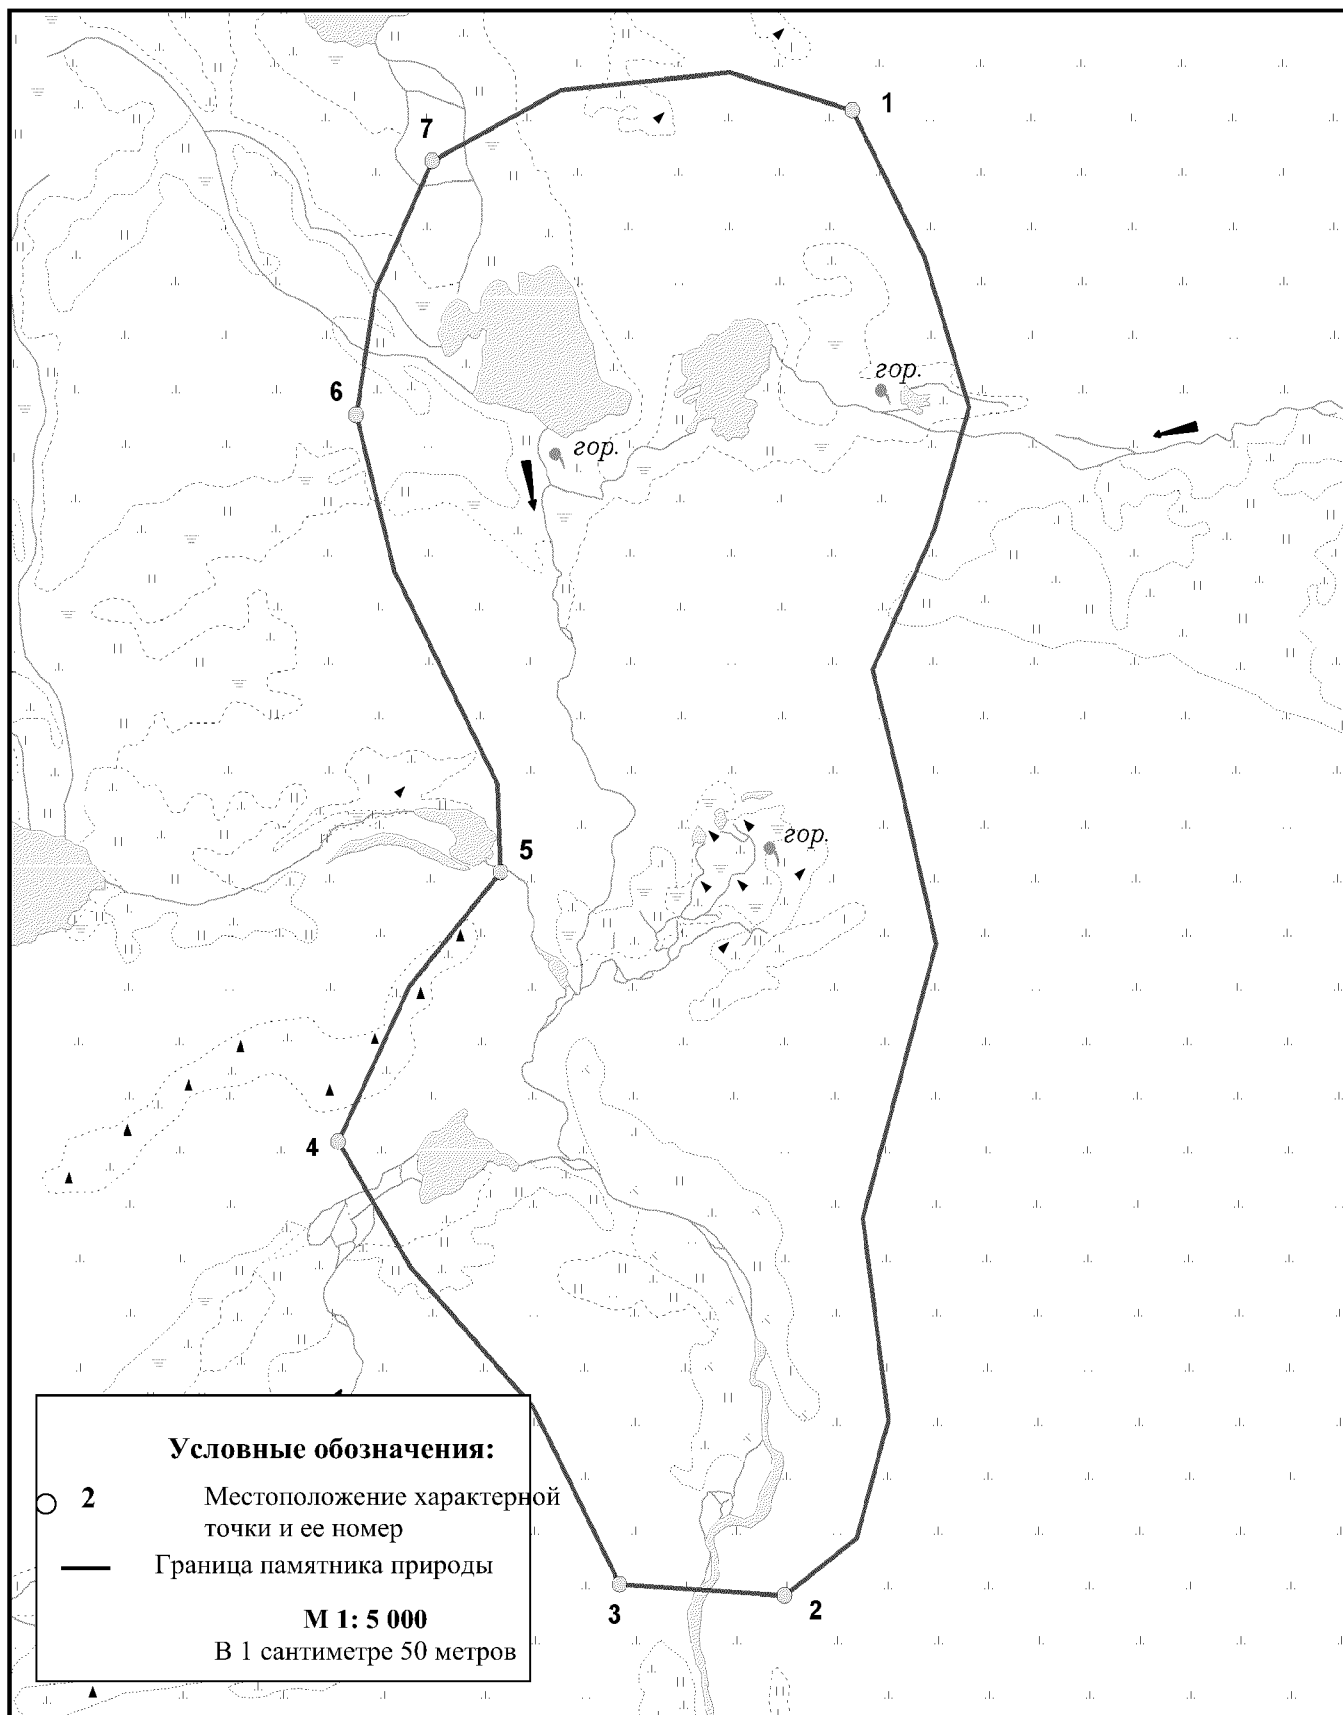 1
7
гор.
6
гор.
5
гор.
4
Условные обозначения:
2 Местоположение характерной
точки и ее номер
Граница памятника природы
М 1: 5 000
В 1 сантиметре 50 метров
3
2